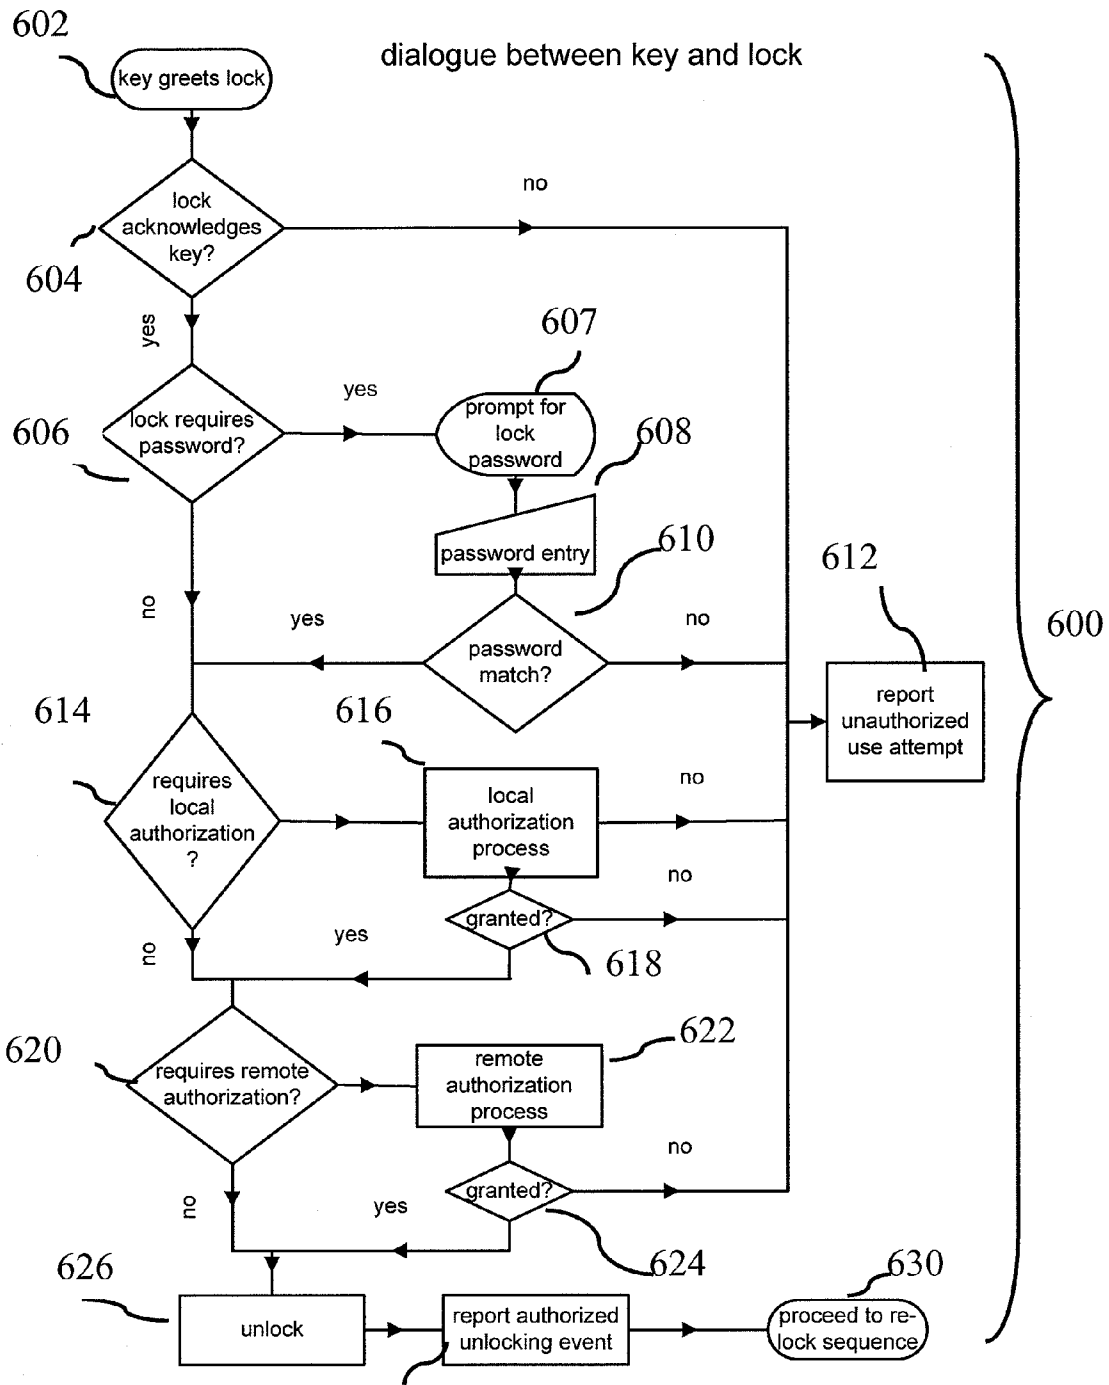 602
dialogue between key and lock
key greets lock
no
lock
acknowledges
key?
604
yes
607
yes
prompt for
lock
password
608
lock requires
password?
606
password entry
610
612
no
yes
no
600
password
match?
report
unauthorized
use attempt
614
616
no
requires
local
authorization
?
local
authorization
process
no
granted?
yes
no
618
620
622
requires remote
authorization?
remote
authorization
process
no
granted?
no
yes
624
626
630
unlock
report authorized
unlocking event
proceed to re-
lock sequence